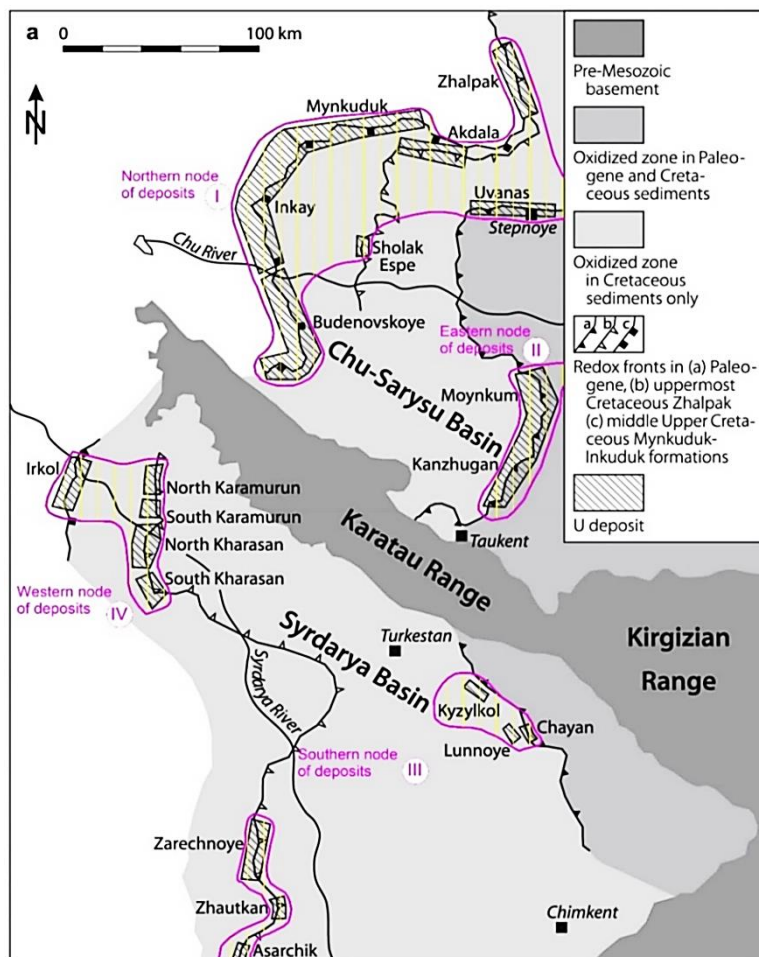 a
0 100 km
N
Zhalpak
Mynkuduk
Akdala
Northern node
of deposits I
Inkay
Uvanas
Stepnoye
Chu River
Sholak
Espe
Budenovskoye
Eastern node
of deposits II
Chu-Sarysu Basin
Moynkum
Kanzhugan
Irkol
North Karamurun
South Karamurun
North Kharasan
South Kharasan
Taukent
Karatau Range
Western node
of deposits IV
Syrdarya Basin
Turkestan
Kirgizian
Range
Syrdarya River
Kyzylkol
Chayan
Lunnoye
Southern node
of deposits III
Zarechnoye
Zhautkan
Chimkent
Asarchik
Pre-Mesozoic
basement
Oxidized zone in Paleo-
gene and Creta-
ceous sediments
Oxidized zone
in Cretaceous
sediments only
a b c
Redox fronts in (a) Paleo-
gene, (b) uppermost
Cretaceous Zhalpak
(c) middle Upper Creta-
ceous Mynkuduk-
Inkuduk formations
U deposit